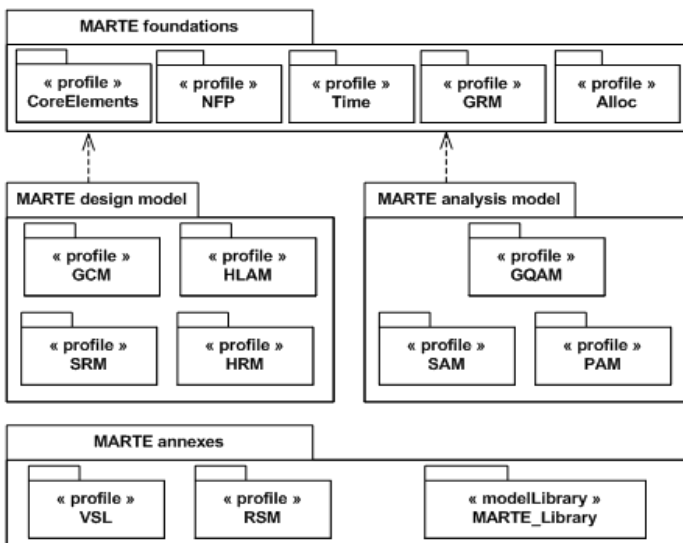 MARTE foundations
« profile » « profile » « profile » « profile » « profile »
CoreElements NFP Time GRM Alloc
MARTE design model MARTE analysis model
« profile » « profile » « profile »
GCM HLAM GQAM
« profile » « profile » « profile » « profile »
SRM HRM SAM PAM
MARTE annexes
« profile » « profile » « modelLibrary »
VSL RSM MARTE_Library